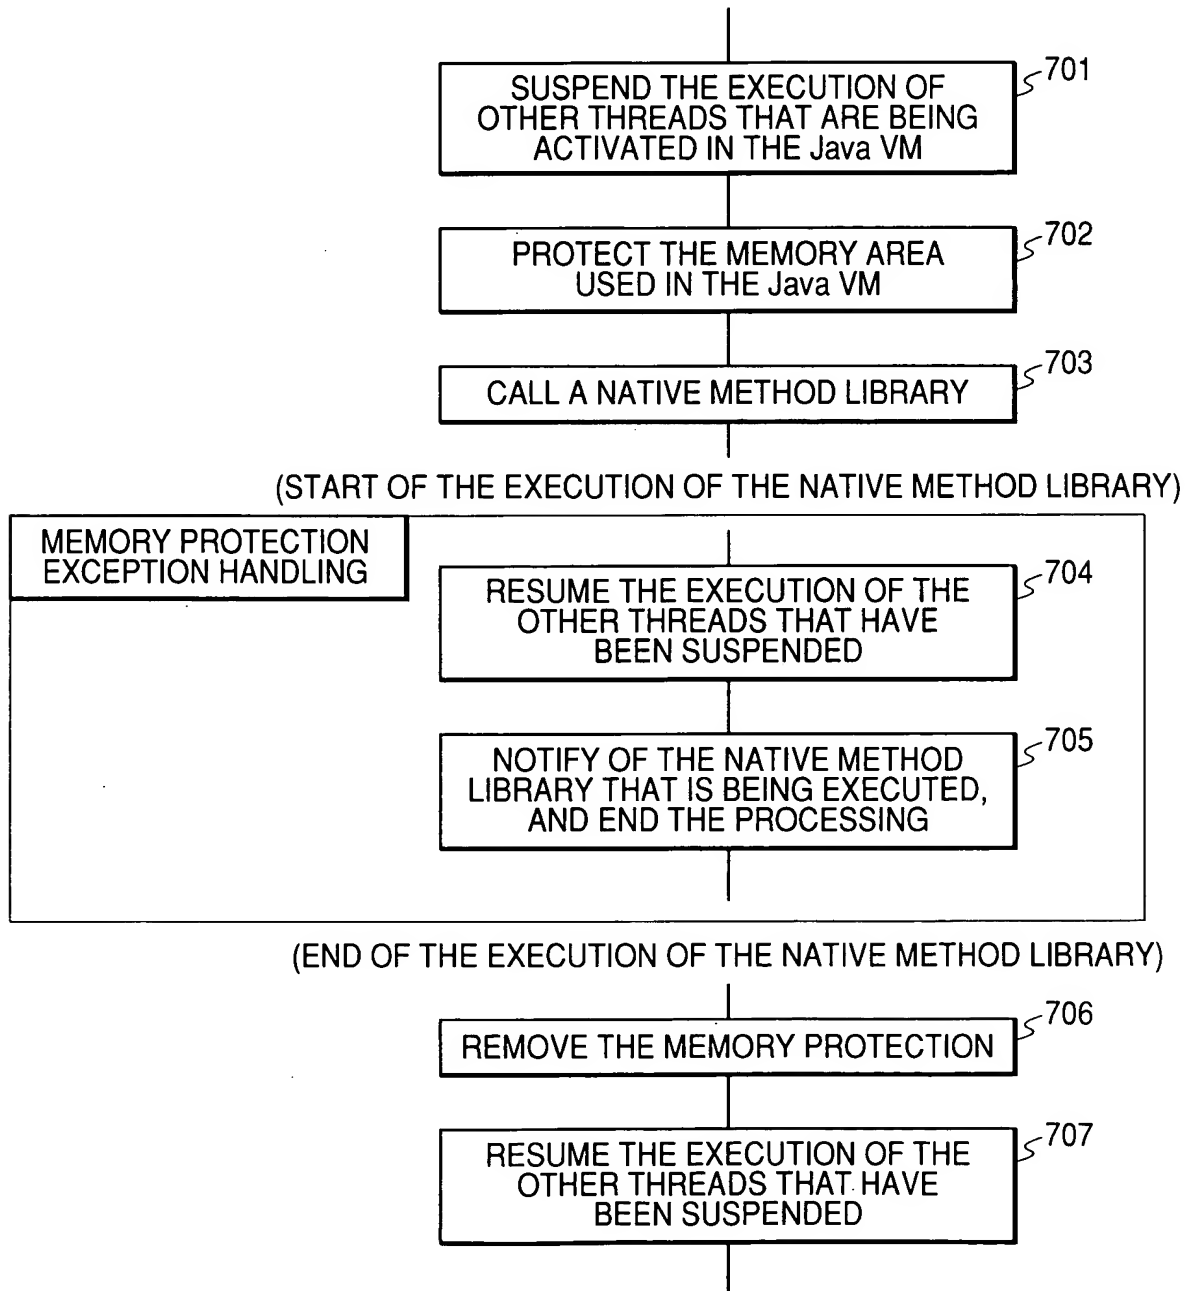 701
SUSPEND THE EXECUTION OF
OTHER THREADS THAT ARE BEING
ACTIVATED IN THE Java VM
702
PROTECT THE MEMORY AREA
USED IN THE Java VM
703
CALL A NATIVE METHOD LIBRARY
(START OF THE EXECUTION OF THE NATIVE METHOD LIBRARY)
MEMORY PROTECTION
EXCEPTION HANDLING
704
RESUME THE EXECUTION OF THE
OTHER THREADS THAT HAVE
BEEN SUSPENDED
705
NOTIFY OF THE NATIVE METHOD
LIBRARY THAT IS BEING EXECUTED,
AND END THE PROCESSING
(END OF THE EXECUTION OF THE NATIVE METHOD LIBRARY)
706
REMOVE THE MEMORY PROTECTION
707
RESUME THE EXECUTION OF THE
OTHER THREADS THAT HAVE
BEEN SUSPENDED